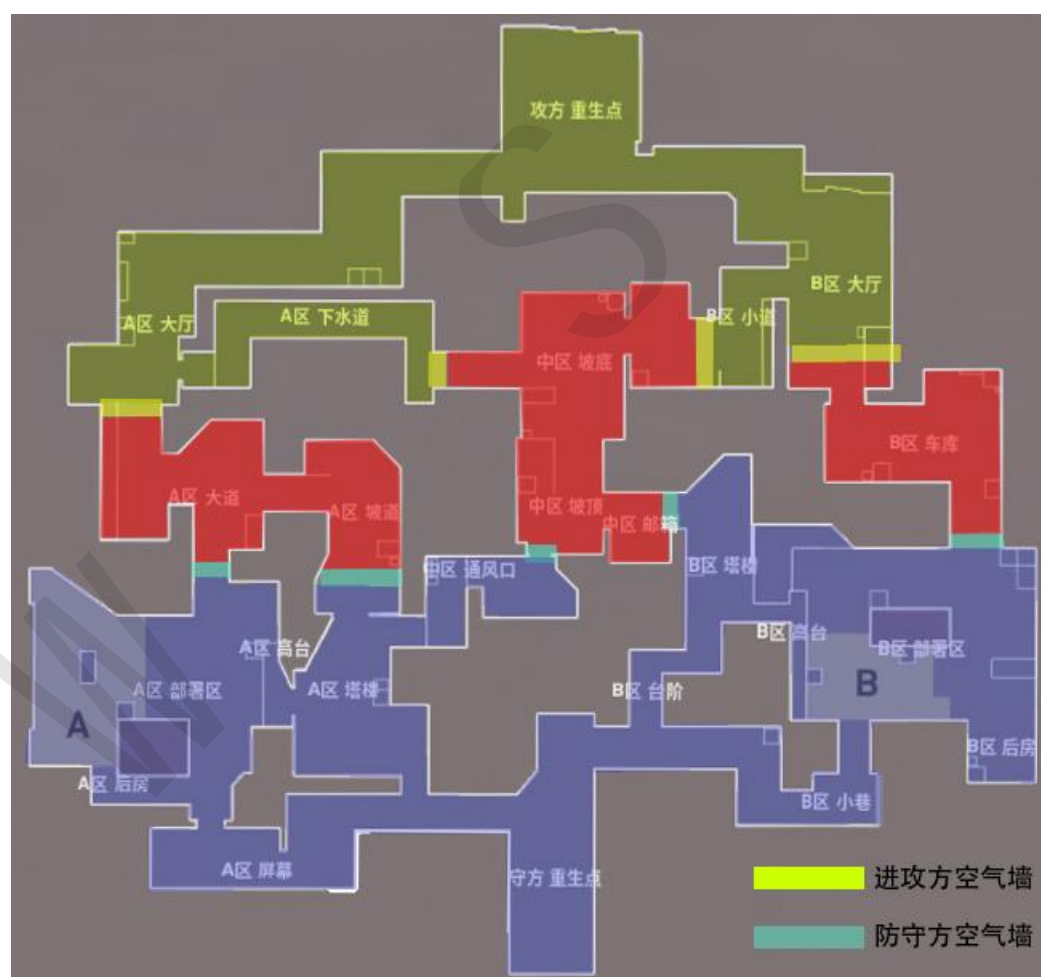 攻方 重生点
B区 大厅
A区 大厅
A区 下水道
B区 小道
中区 坡底
B区 车库
A区 大道
A区 坡道
中区 坡顶
中区 邮箱
中区 通风口
B区 塔楼
A区 高台
B区 高台
B区 部署区
A区 部署区
A区 塔楼
B区 台阶
B
A
B区 后房
A区 后房
B区 小巷
A区 屏幕
守方 重生点
进攻方空气墙
防守方空气墙
W
S